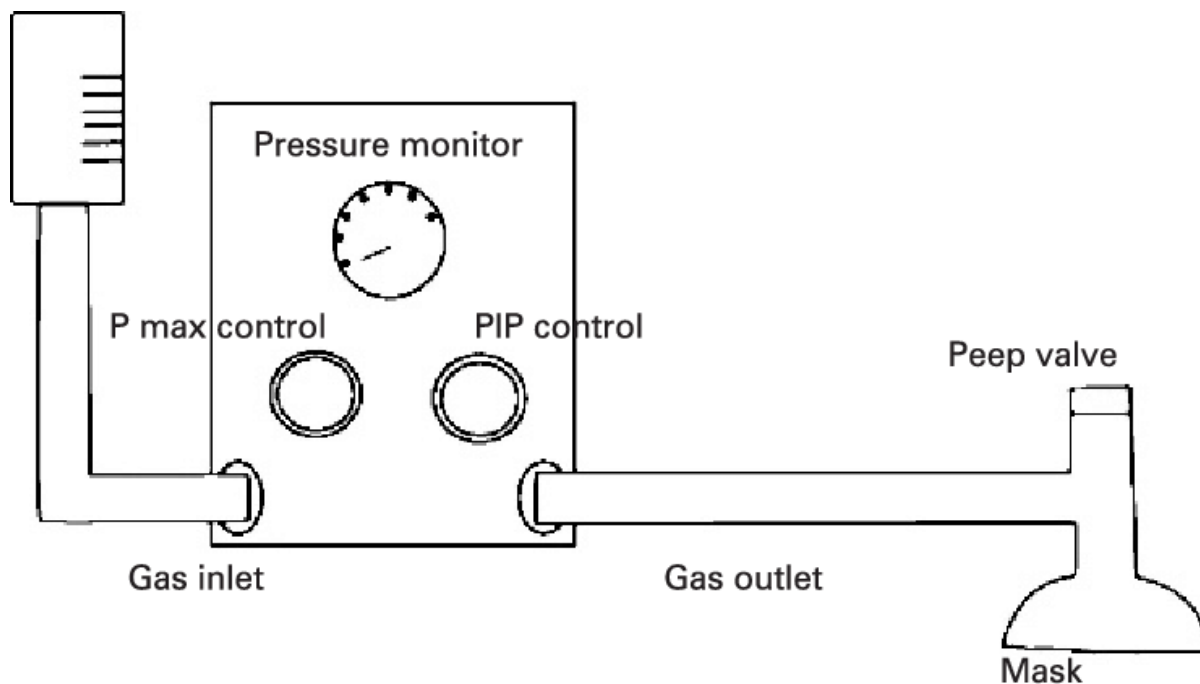 Pressure monitor
P max control
PIP control
Peep valve
Gas inlet
Gas outlet
Mask